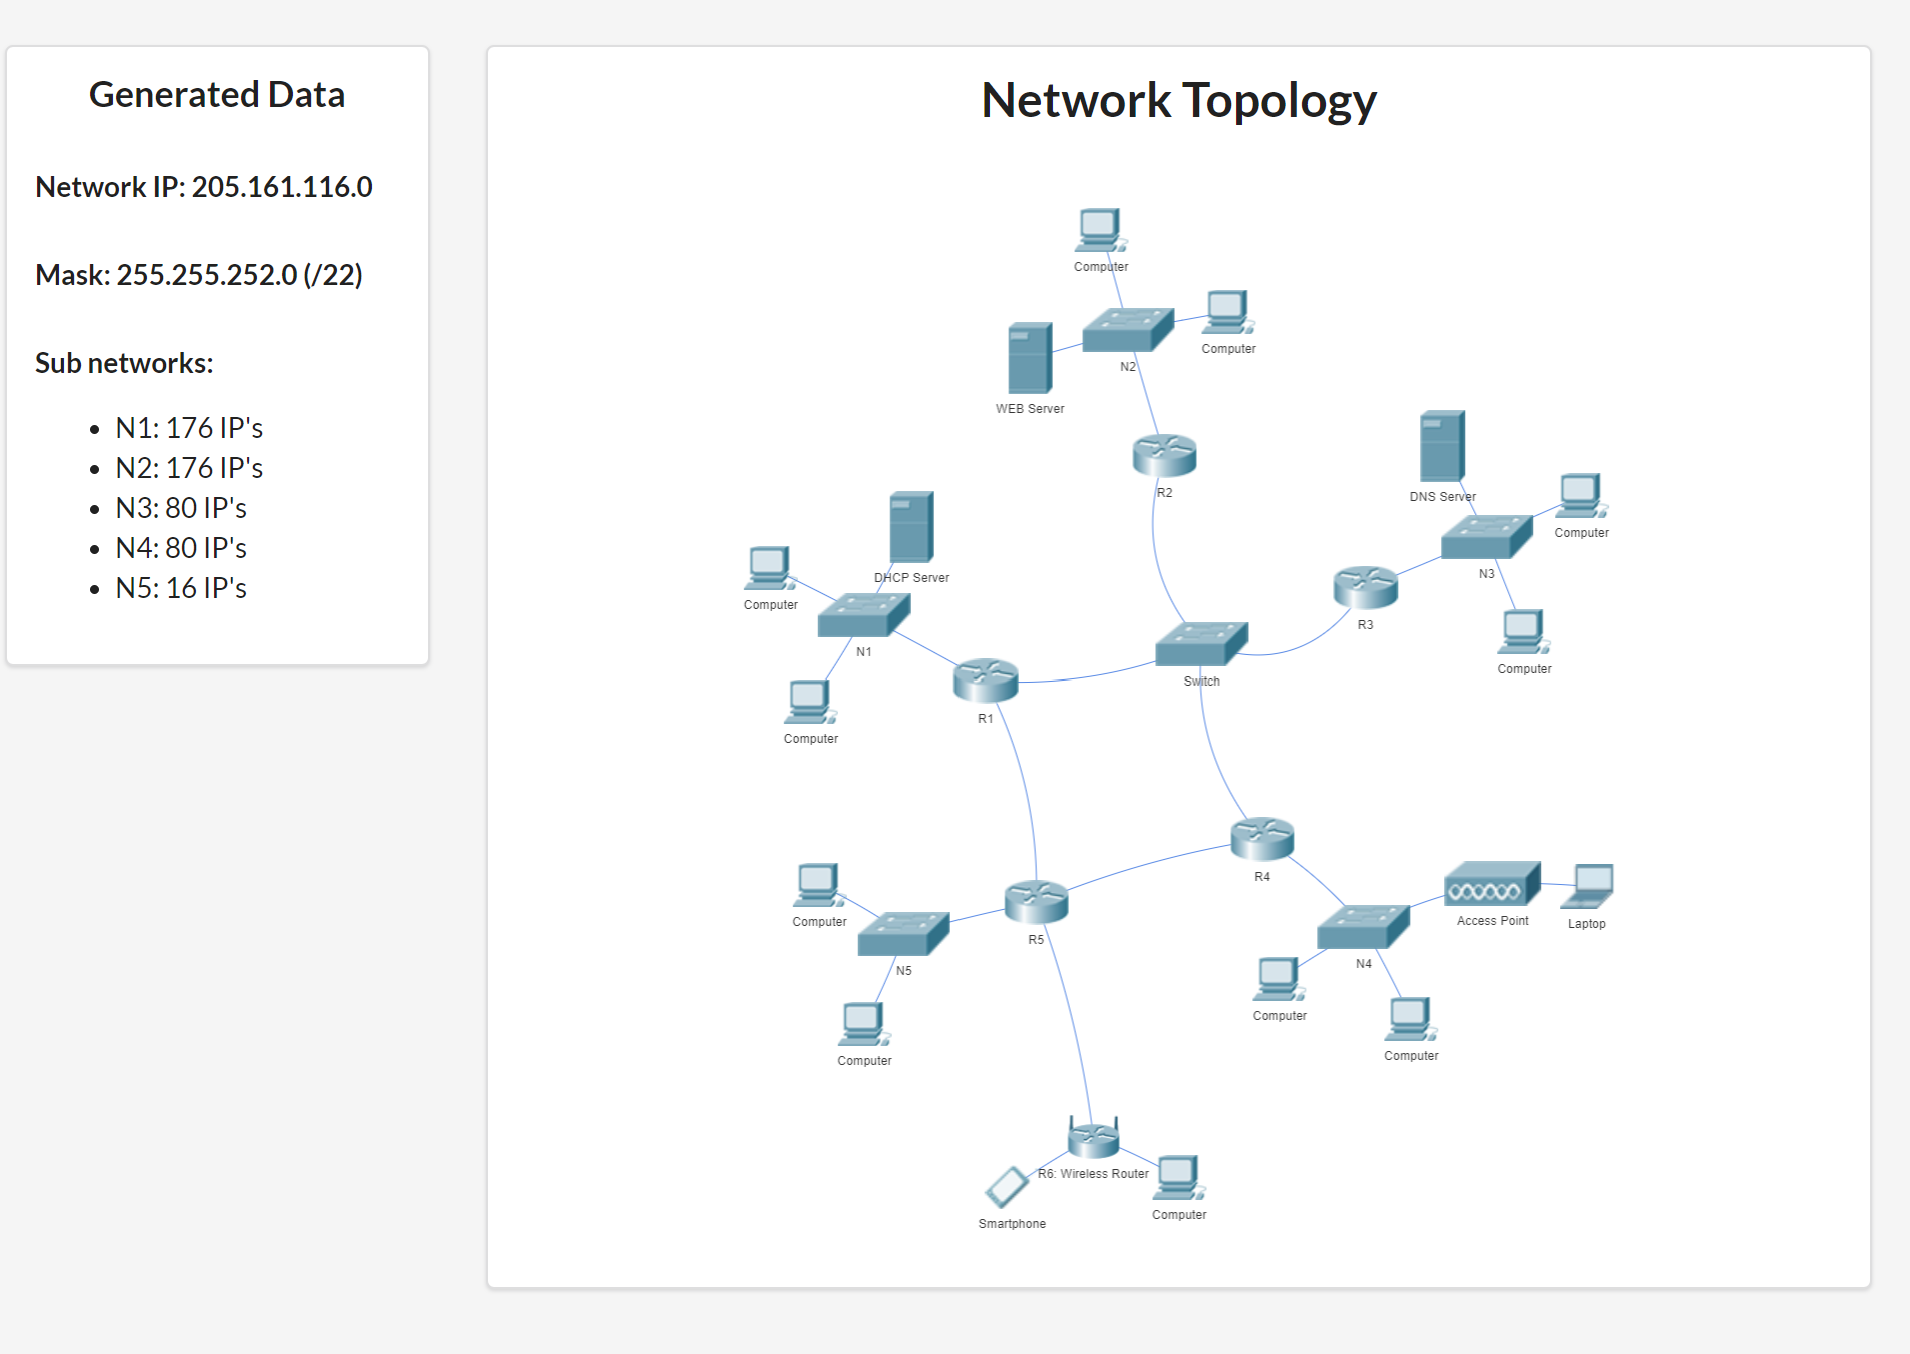 Generated Data
Network IP: 205.161.116.0
Mask: 255.255.252.0 (/22)
Sub networks:
• N1: 176 IP's
• N2: 176 IP's
• N3: 80 IP's
• N4: 80 IP's
• N5: 16 IP's
Network Topology
Computer
Computer
N2
WEB Server
R2
DNS Server
Computer
N3
R3
Computer
DHCP Server
Computer
N1
Switch
R1
Computer
R4
Access Point
Laptop
Computer
R5
N4
N5
Computer
Computer
Computer
R6: Wireless Router
Computer
Smartphone